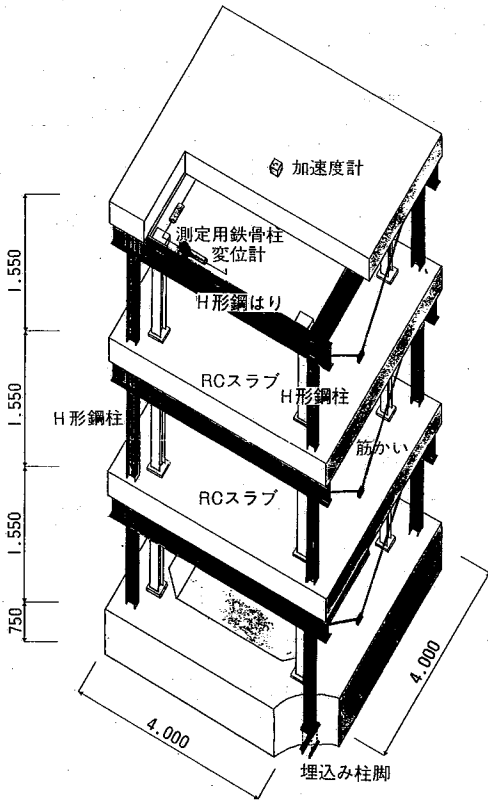 加速度計
測定用鉄骨柱
変位計
H形鋼はり
1.550
RCスラブ
H形鋼柱
1.550
H形鋼柱
筋かい
RCスラブ
1.550
750
4.000
4.000
埋込み柱脚